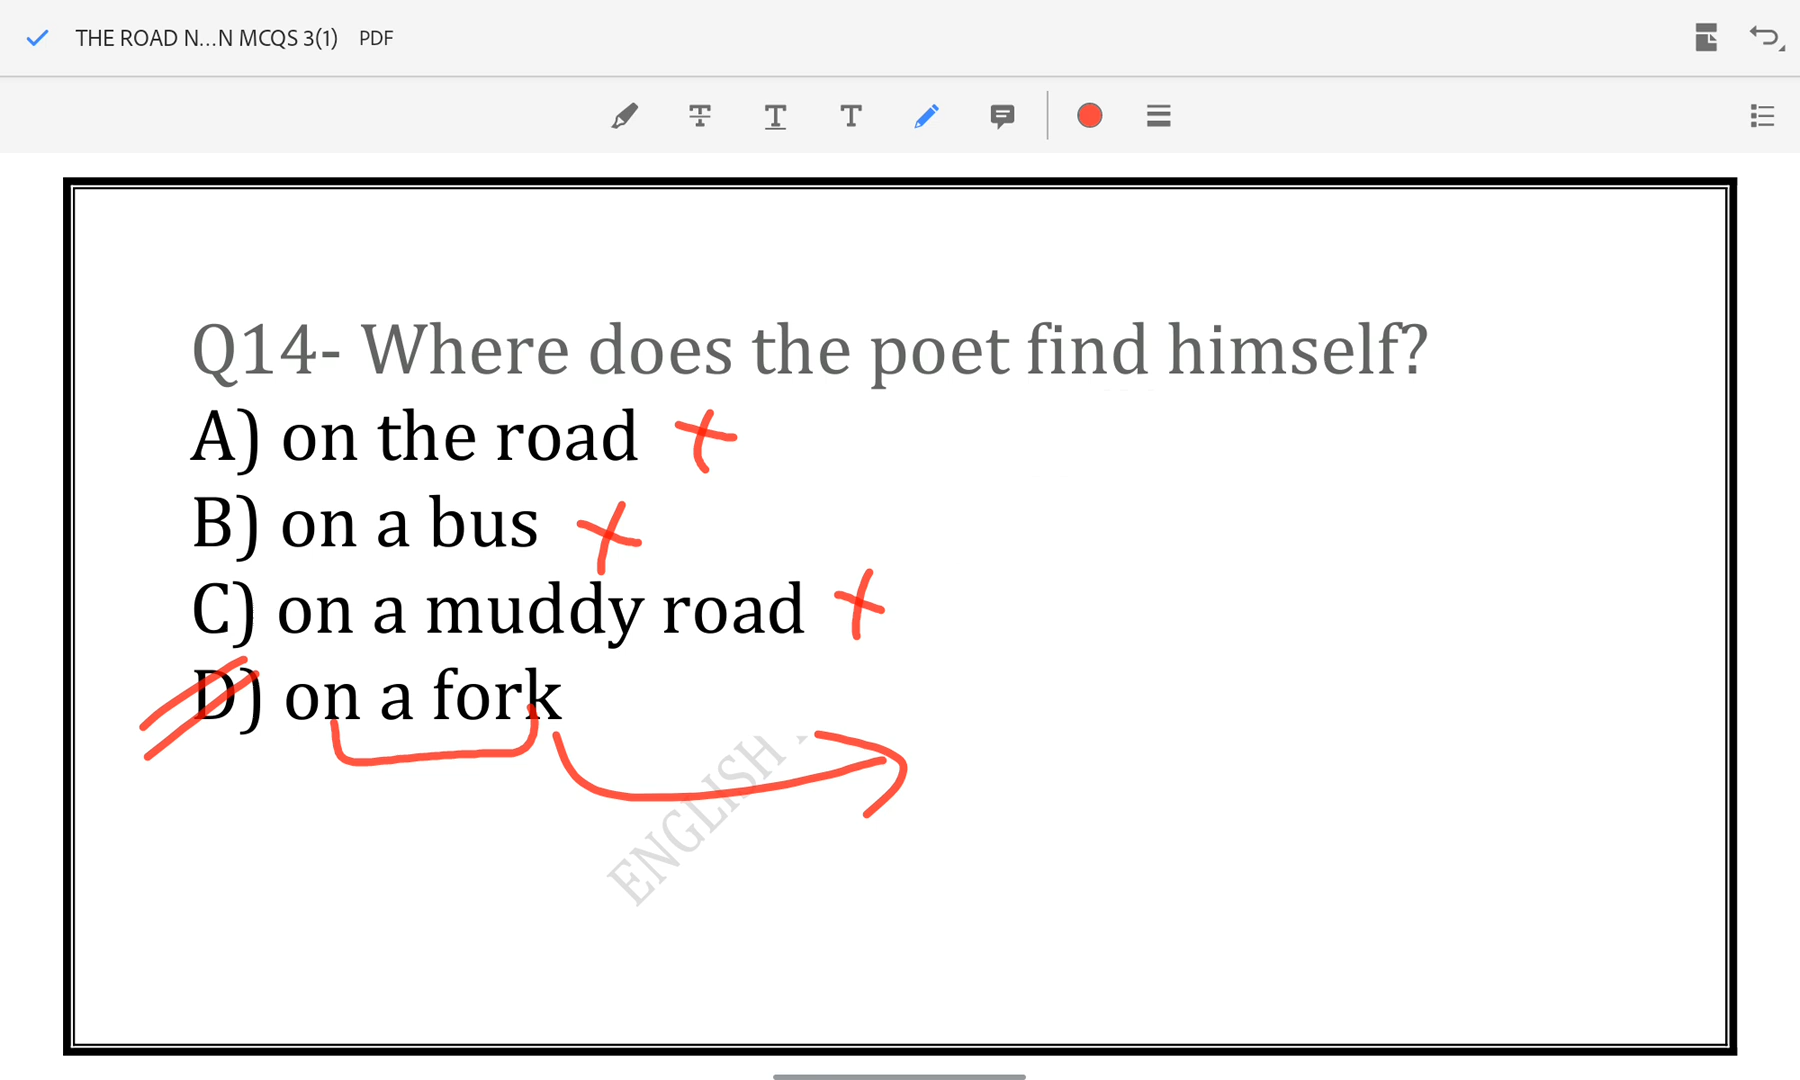 THE ROAD N...N MCQS 3(1) PDF
Q14- Where does the poet find himself?
A) on the road
B) on a bus
C) on a muddy road
D) on a fork
ENGLISH